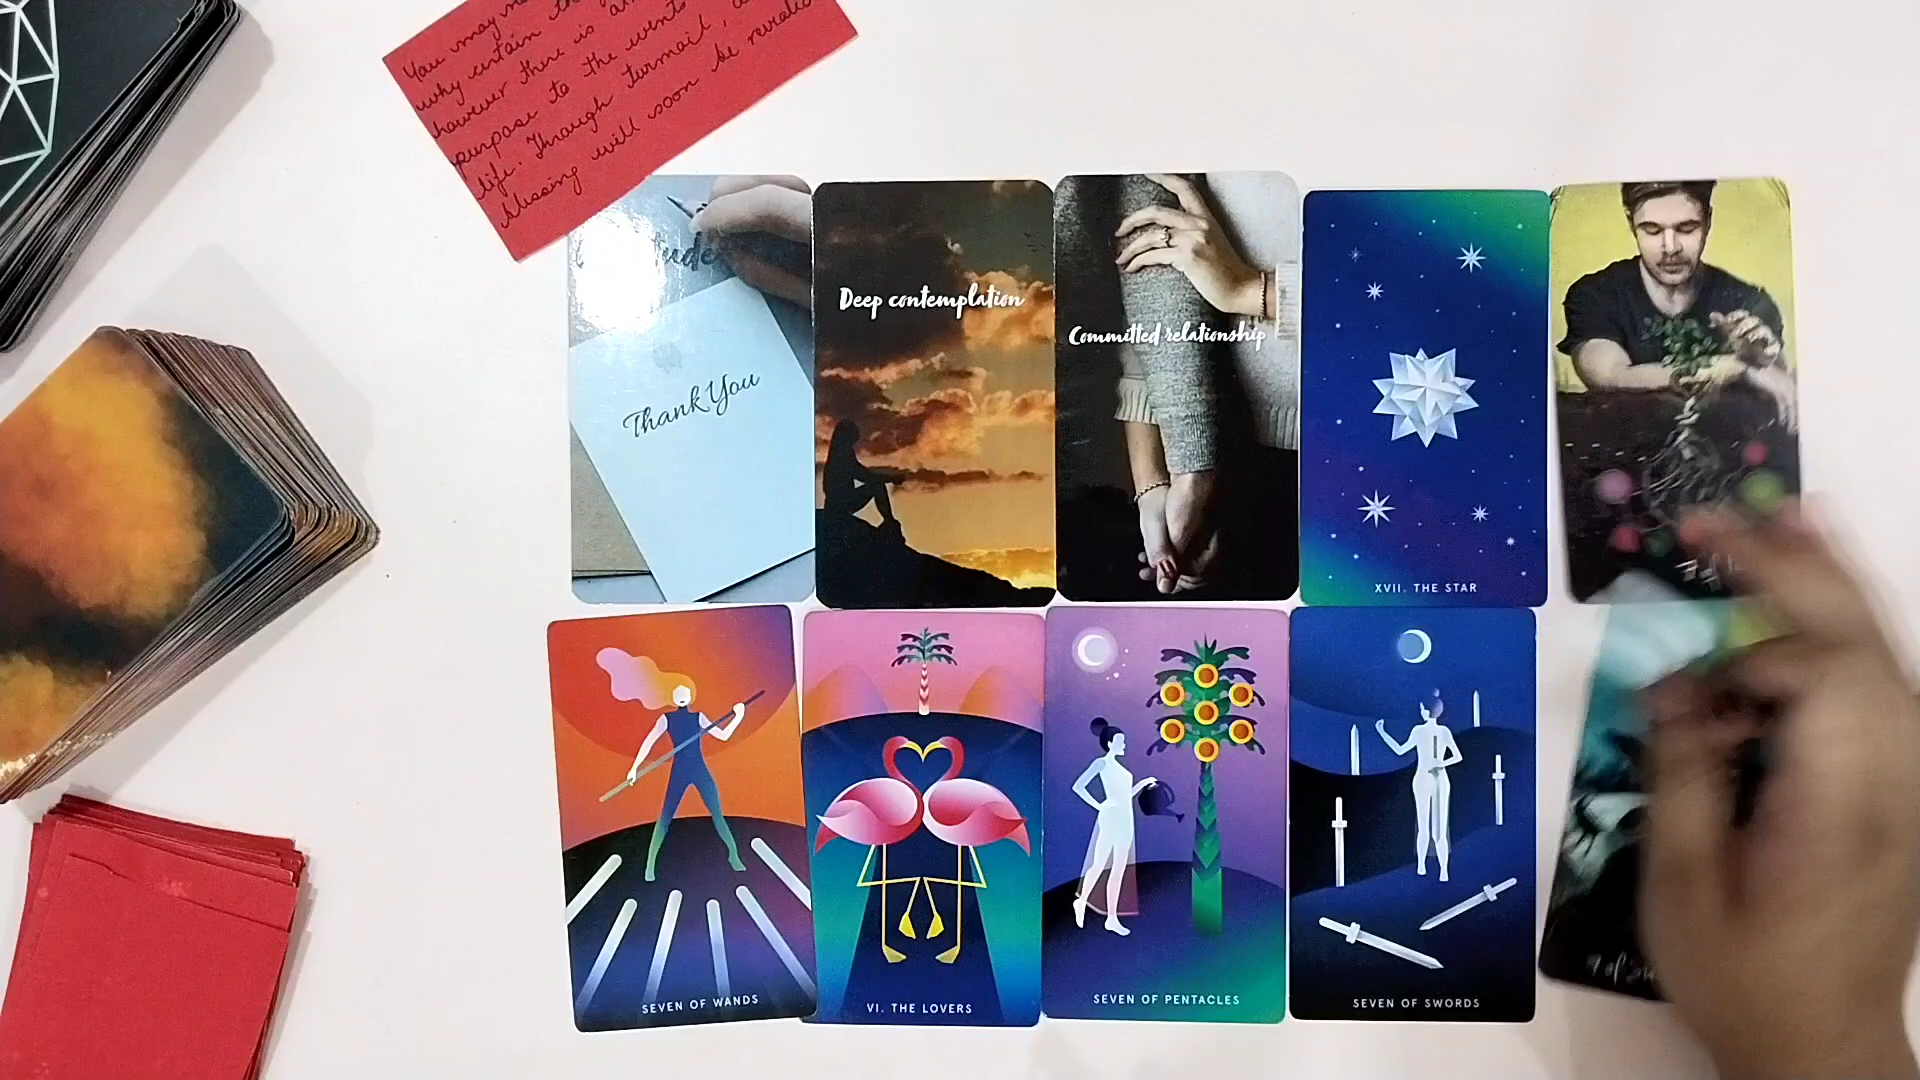 You may
why certain
however there is
purpose to the events
life. Through turmail,
blessing will soon be
Thank You
Deep contemplation
Committed relationship
XVII. THE STAR
SEVEN OF WANDS
VI. THE LOVERS
SEVEN OF PENTACLES
SEVEN OF SWORDS